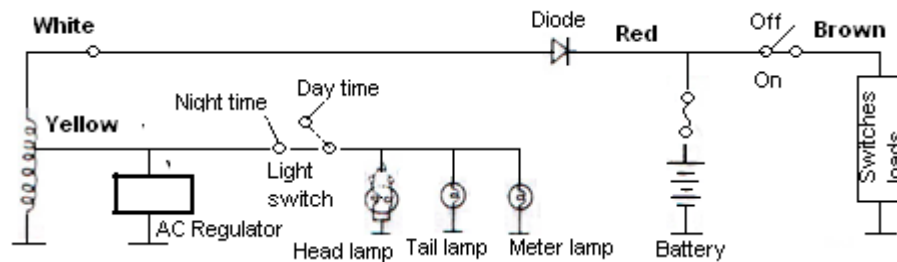 White
Diode
Red
Off
Brown
On
Night time
Day time
Yellow
Light
switch
AC Regulator
Head lamp
Tail lamp
Meter lamp
Battery
Switches
loads